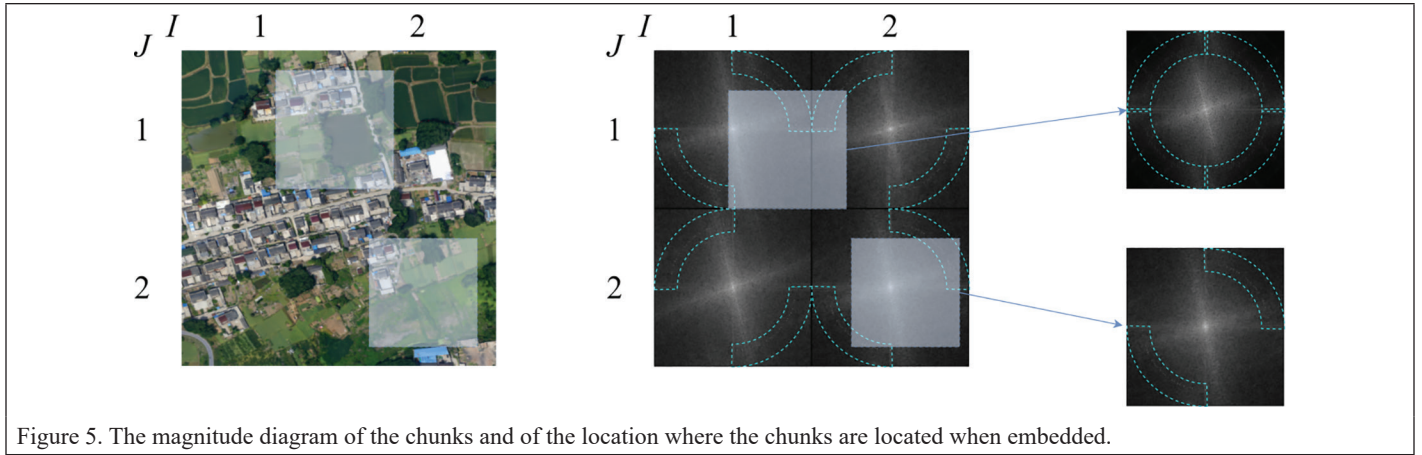 I 1 2 I 1 2
J J
1 1
2 2
Figure 5. The magnitude diagram of the chunks and of the location where the chunks are located when embedded.